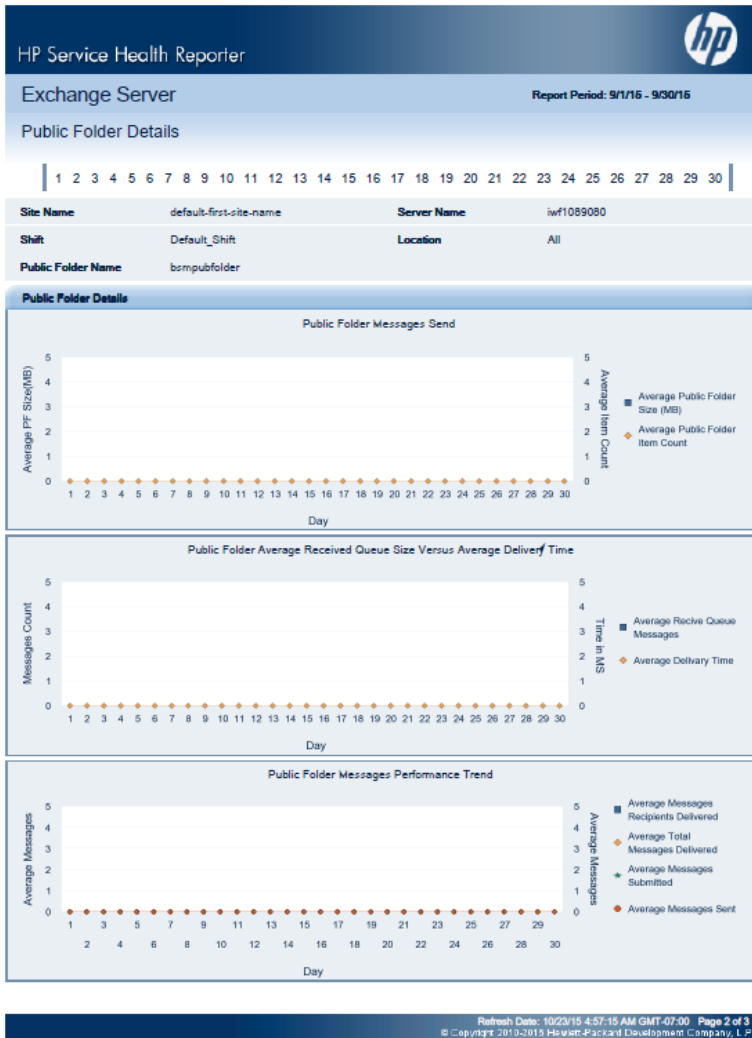 hp
HP Service Health Reporter
Exchange Server
Report Period: 9/1/15 - 9/30/15
Public Folder Details
1 2 3 4 5 6 7 8 9 10 11 12 13 14 15 16 17 18 19 20 21 22 23 24 25 26 27 28 29 30
Site Name default-first-site-name Server Name iwf1089080
Shift Default_Shift Location All
Public Folder Name bsmpubfolder
Public Folder Details
Public Folder Messages Send
Average PF Size(MB)
5 5
4 4
3 3
2 2
1 1
0 0
Average Item Count
Average Public Folder
Size (MB)
Average Public Folder
Item Count
1 2 3 4 5 6 7 8 9 10 11 12 13 14 15 16 17 18 19 20 21 22 23 24 25 26 27 28 29 30
Day
Public Folder Average Received Queue Size Versus Average Delivery Time
Messages Count
5 5
4 4
3 3
2 2
1 1
0 0
Time in MS
Average Recive Queue
Messages
Average Delivary Time
1 2 3 4 5 6 7 8 9 10 11 12 13 14 15 16 17 18 19 20 21 22 23 24 25 26 27 28 29 30
Day
Public Folder Messages Performance Trend
Average Messages
5 5
4 4
3 3
2 2
1 1
0 0
Average Messages
Average Messages
Recipients Delivered
Average Total
Messages Delivered
Average Messages
Submitted
Average Messages Sent
1 3 5 7 9 11 13 15 17 19 21 23 25 27 29
2 4 6 8 10 12 14 16 18 20 22 24 26 28 30
Day
Refresh Date: 10/23/15 4:57:15 AM GMT-07:00 Page 2 of 3
© Copyright 2010-2015 Hewlett-Packard Development Company, L.P